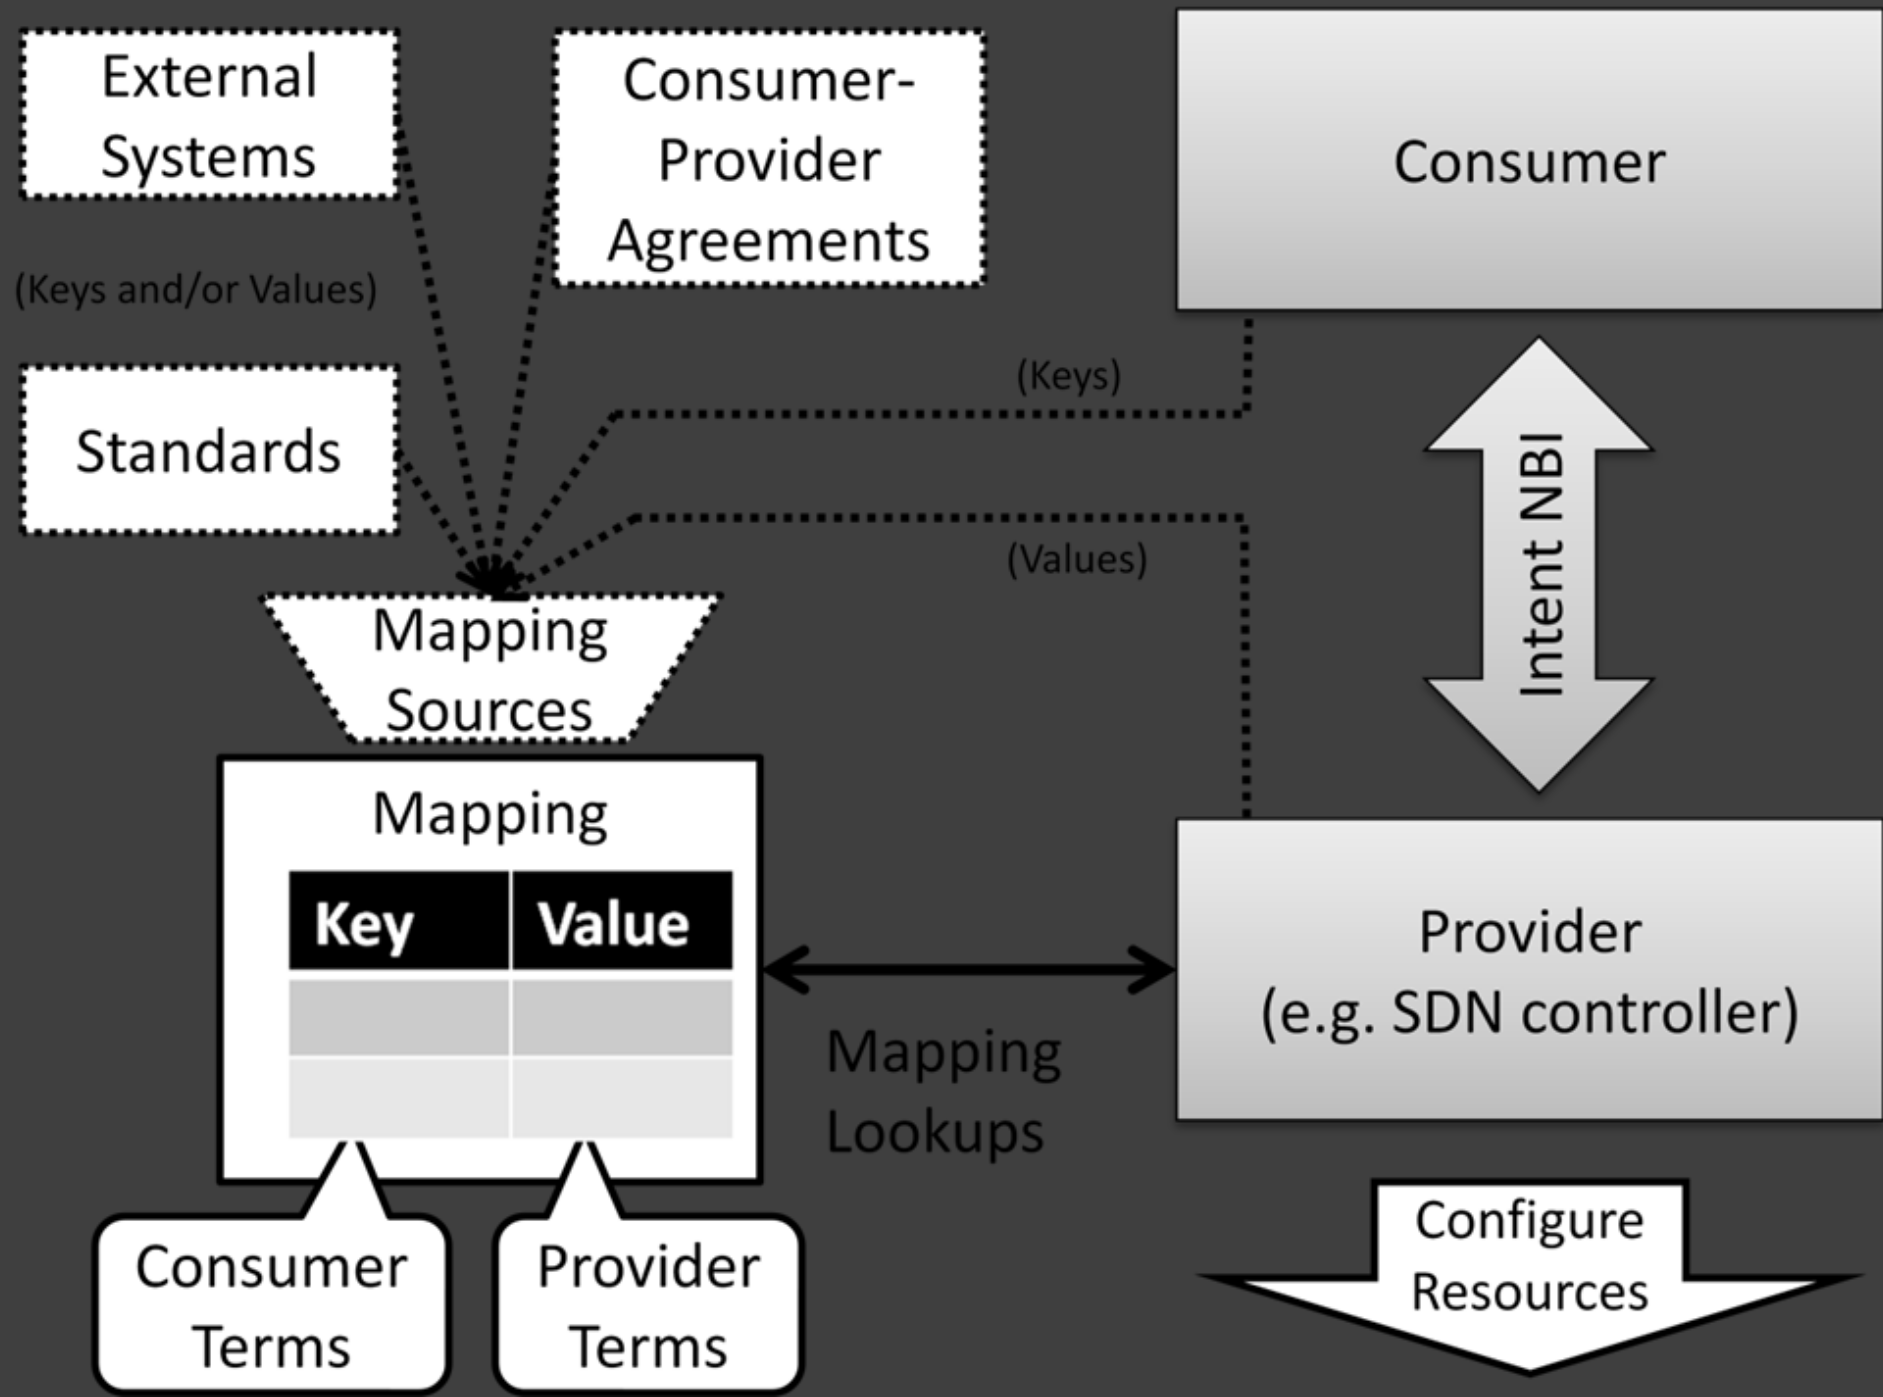 External
Systems
Consumer-
Provider
Agreements
Consumer
(Keys and/or Values)
(Keys)
Standards
Intent NBI
(Values)
Mapping
Sources
Mapping
Key Value
Provider
(e.g. SDN controller)
Mapping
Lookups
Consumer
Terms
Provider
Terms
Configure
Resources